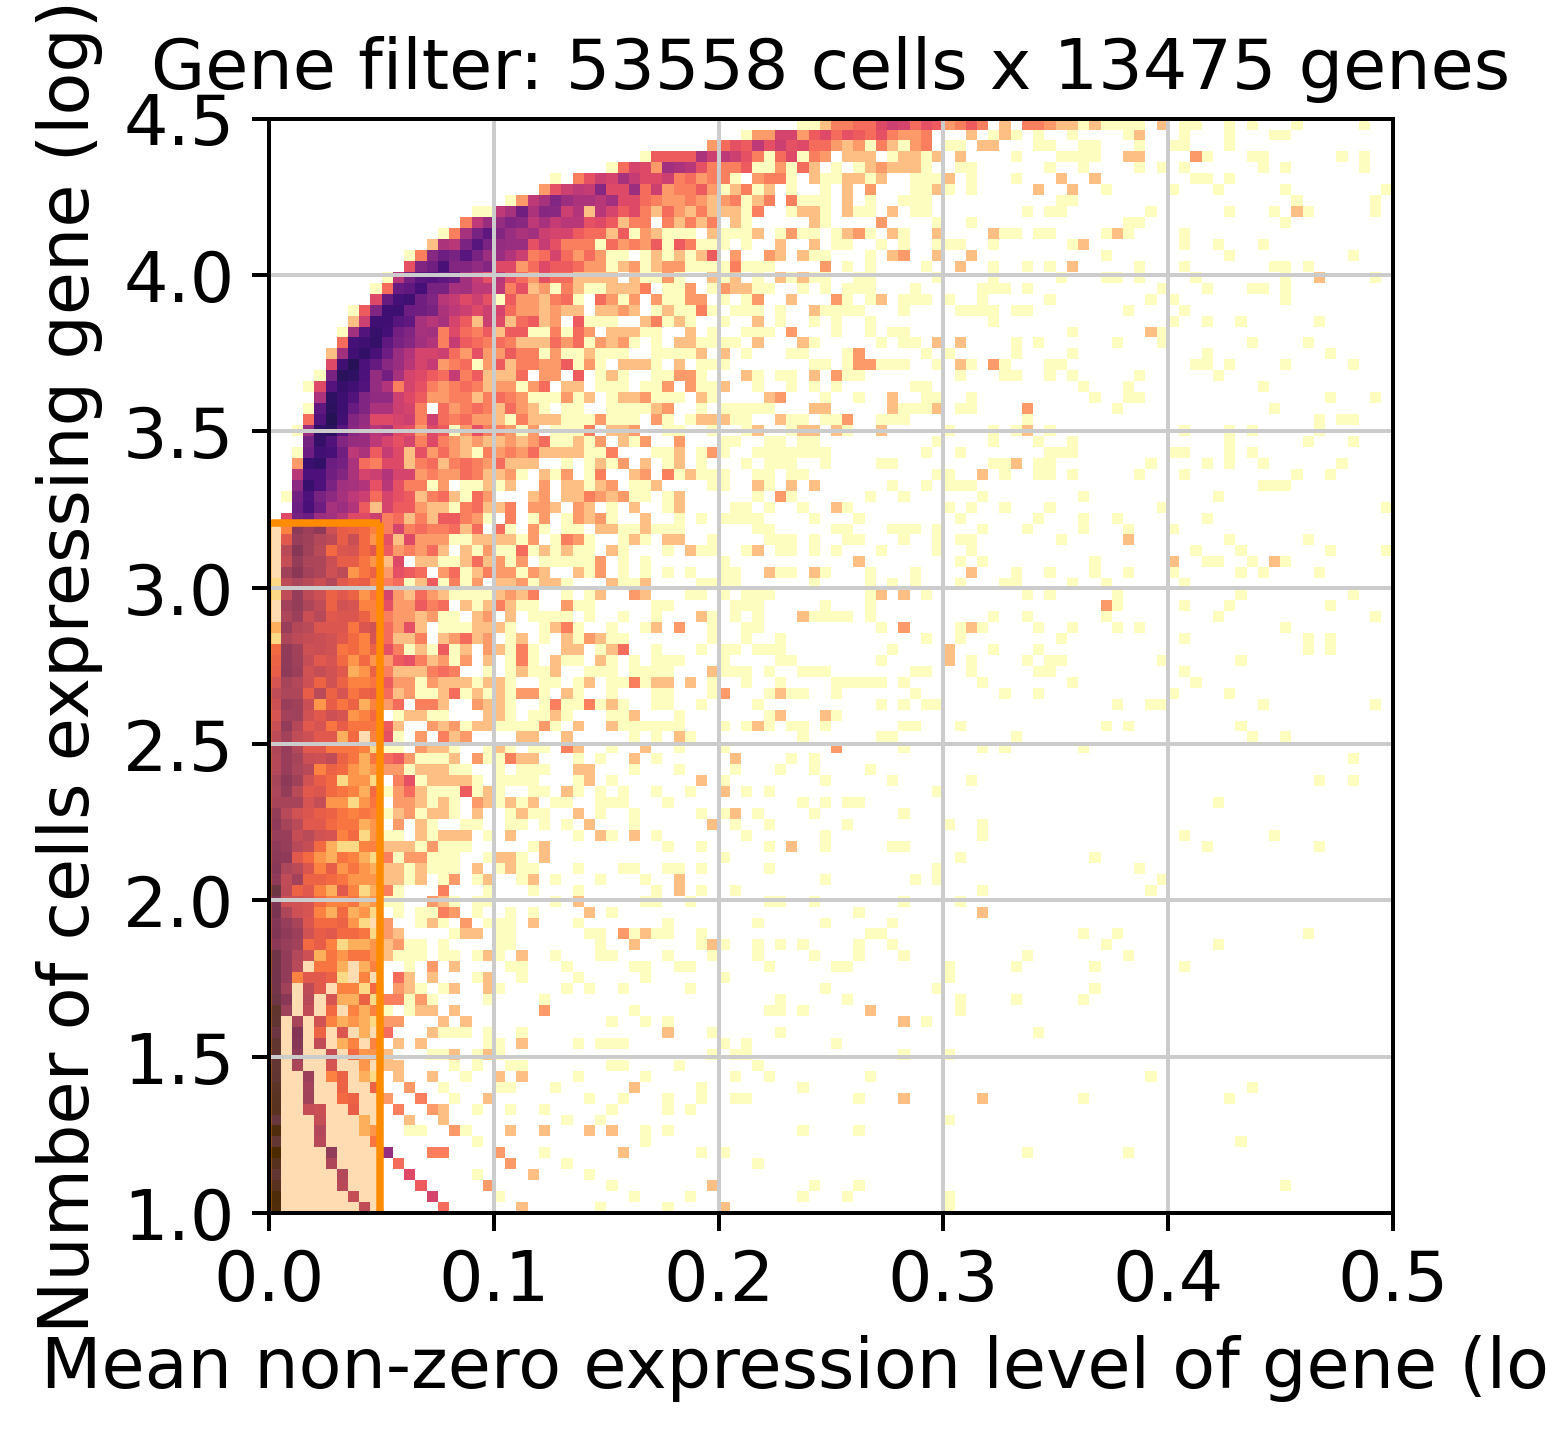 Gene filter: 53558 cells x 13475 genes
Number of cells expressing gene (log)
4.5
4.0
3.5
3.0
2.5
2.0
1.5
1.0
0.0 0.1 0.2 0.3 0.4 0.5
Mean non-zero expression level of gene (lo